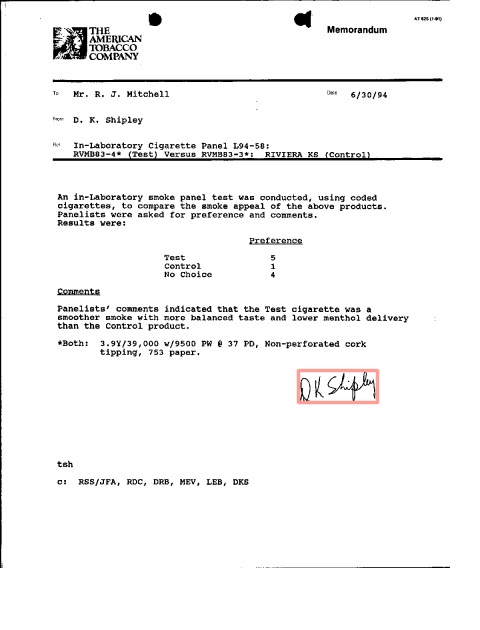 AT 825 (1-91)
THE
AMERICAN
TOBACCO
COMPANY
Memorandum
To Mr. R. J. Mitchell Date 6/30/94
From D. K. Shipley
Re: In-Laboratory Cigarette Panel L94-58:
RVMB83-4* (Test) Versus RVMB83-3*: RIVIERA KS (Control)
An in-Laboratory smoke panel test was conducted, using coded
cigarettes, to compare the smoke appeal of the above products.
Panelists were asked for preference and comments.
Results were:
Preference
Test 5
Control 1
No Choice 4
Comments
Panelists' comments indicated that the Test cigarette was a
smoother smoke with more balanced taste and lower menthol delivery
than the Control product.
*Both: 3.9Y/39,000 w/9500 PW @ 37 PD, Non-perforated cork
tipping, 753 paper.
DK Shipley
tsh
c: RSS/JFA, RDC, DRB, MEV, LEB, DKS